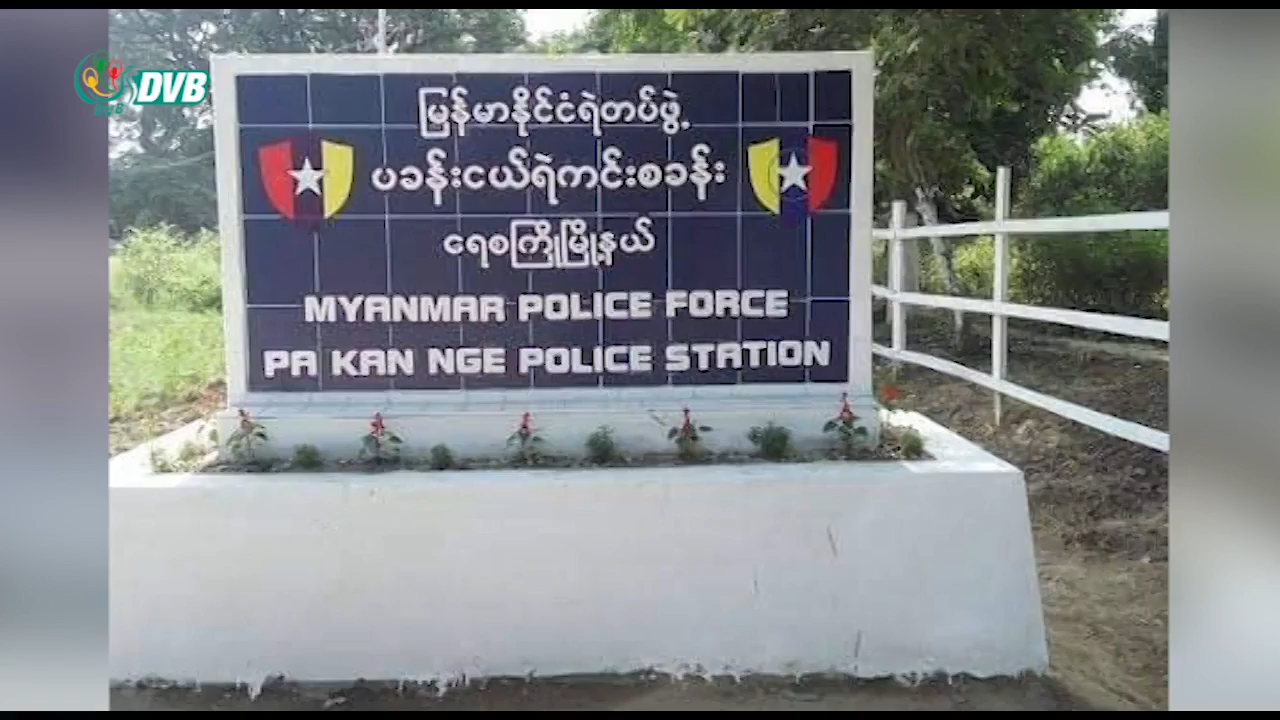 DVB
မြန်မာနိုင်ငံရဲတပ်ဖွဲ့
ပခန်းငယ်ရဲကင်းစခန်း
ရေစကြိုမြို့နယ်
MYANMAR POLICE FORCE
PA KAN NGE POLICE STATION